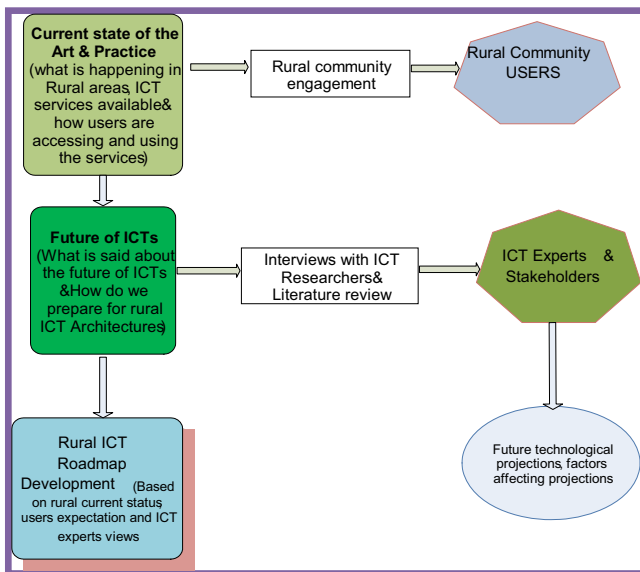 Current state of the
Art & Practice
(what is happening in
Rural areas, ICT
services available&
how users are
accessing and using
the services)
Rural community
engagement
Rural Community
USERS
Future of ICTs
(What is said about
the future of ICTs
&How do we
prepare for rural
ICT Architectures)
Interviews with ICT
Researchers&
Literature review
ICT Experts &
Stakeholders
Rural ICT
Roadmap
Development (Based
on rural current status,
users expectation and ICT
experts views
Future technological
projections, factors
affecting projections